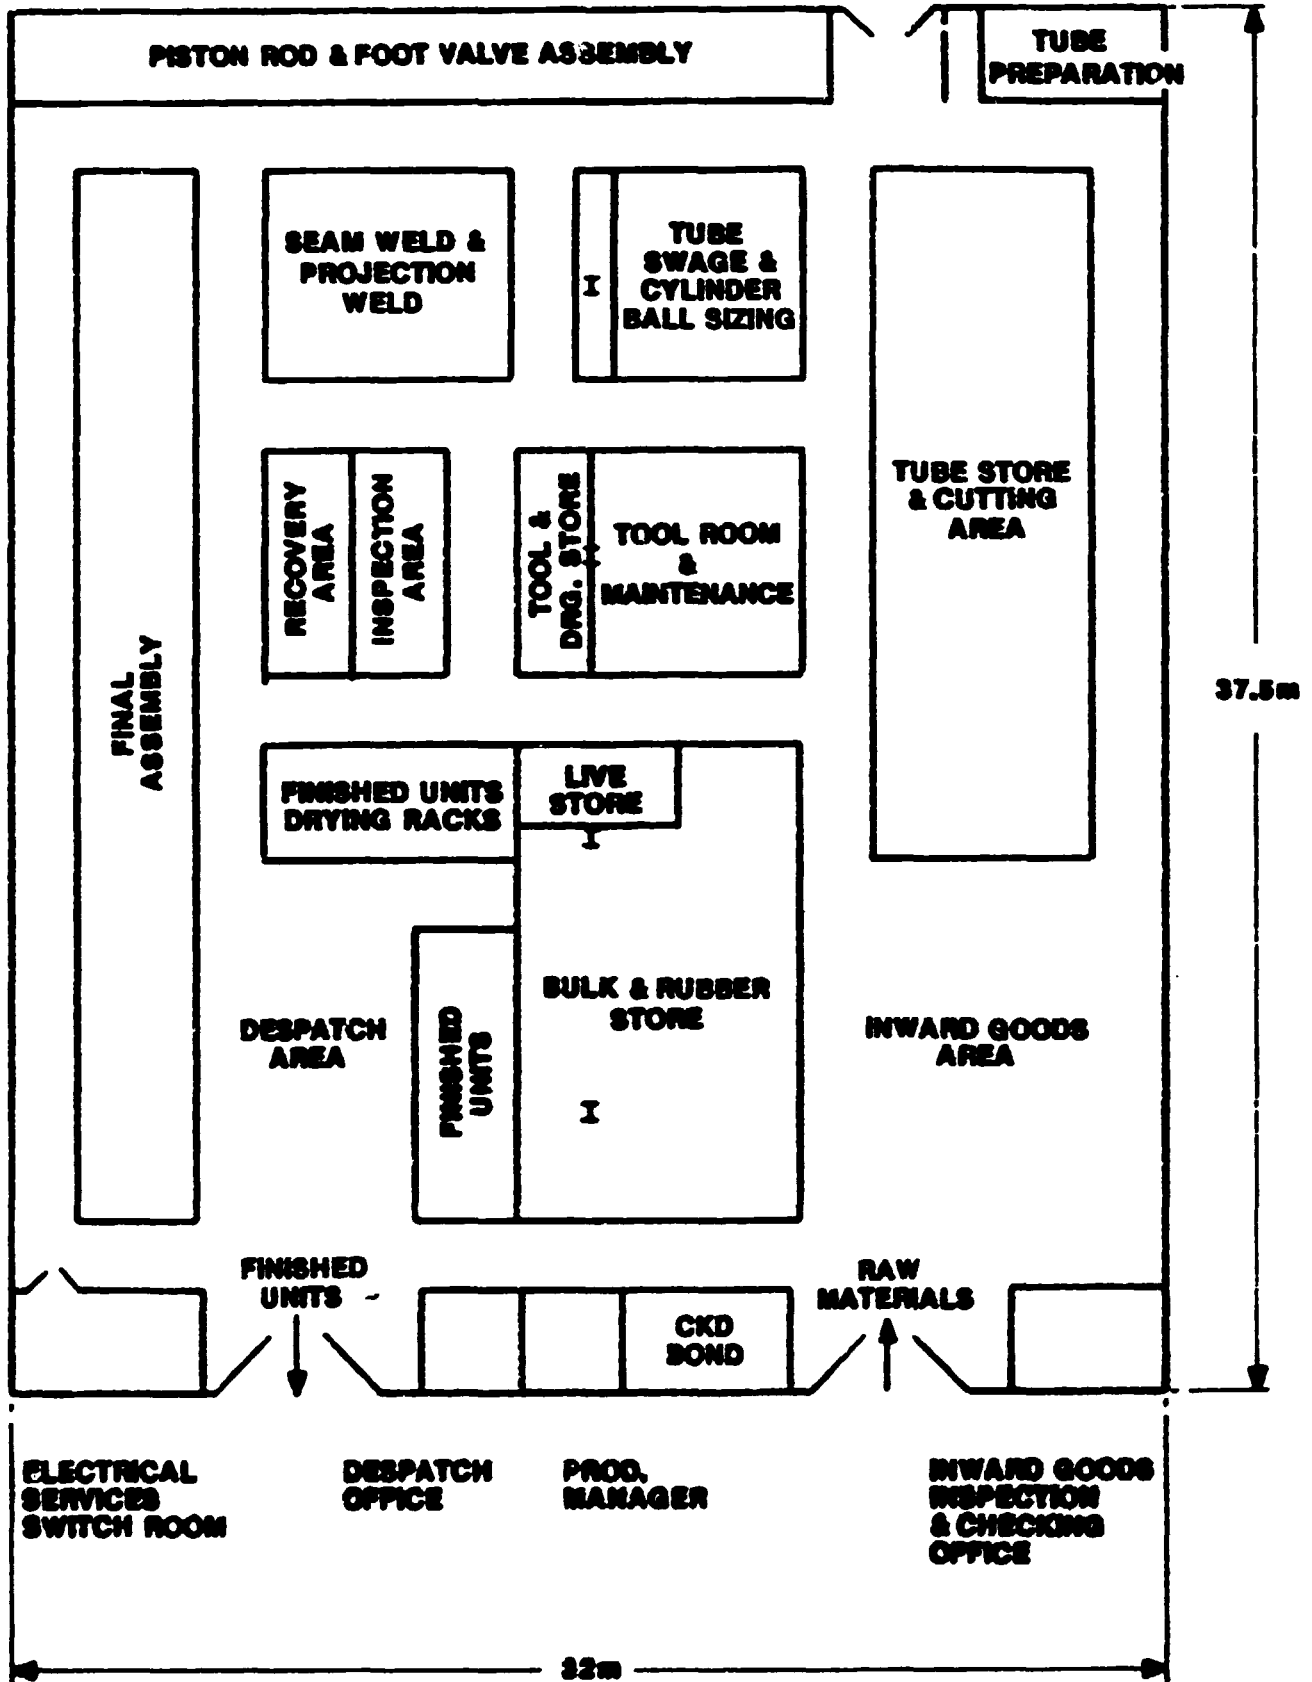 PISTON ROD & FOOT VALVE ASSEMBLY
TUBE
PREPARATION
SEAM WELD &
PROJECTION
WELD
TUBE
SWAGE &
CYLINDER
BALL SIZING
TUBE STORE
& CUTTING
AREA
RECOVERY
AREA
INSPECTION
AREA
TOOL &
DRG. STORE
TOOL ROOM
&
MAINTENANCE
FINAL
ASSEMBLY
37.5m
FINISHED UNITS
DRYING RACKS
LIVE
STORE
BULK & RUBBER
STORE
DESPATCH
AREA
FINISHED
UNITS
INWARD GOODS
AREA
FINISHED
UNITS
RAW
MATERIALS
CKD
BOND
ELECTRICAL
SERVICES
SWITCH ROOM
DESPATCH
OFFICE
PROD.
MANAGER
INWARD GOODS
INSPECTION
& CHECKING
OFFICE
32m